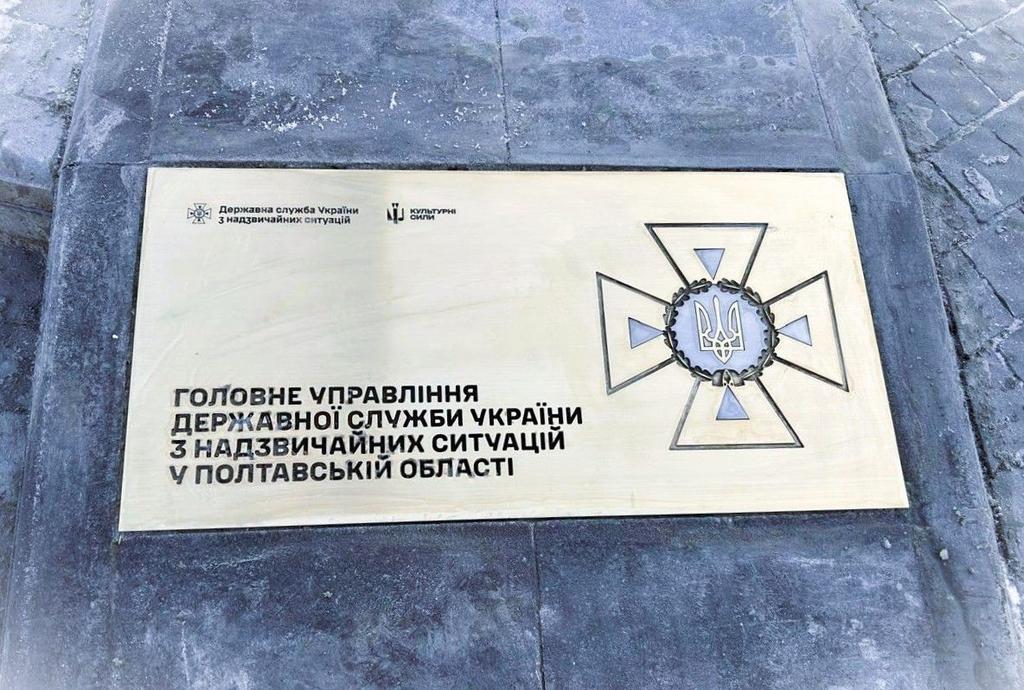 Державна служба України
з надзвичайних ситуацій
КУЛЬТУРНІ
СИЛИ
ГОЛОВНЕ УПРАВЛІННЯ
ДЕРЖАВНОЇ СЛУЖБИ УКРАЇНИ
З НАДЗВИЧАЙНИХ СИТУАЦІЙ
У ПОЛТАВСЬКІЙ ОБЛАСТІ